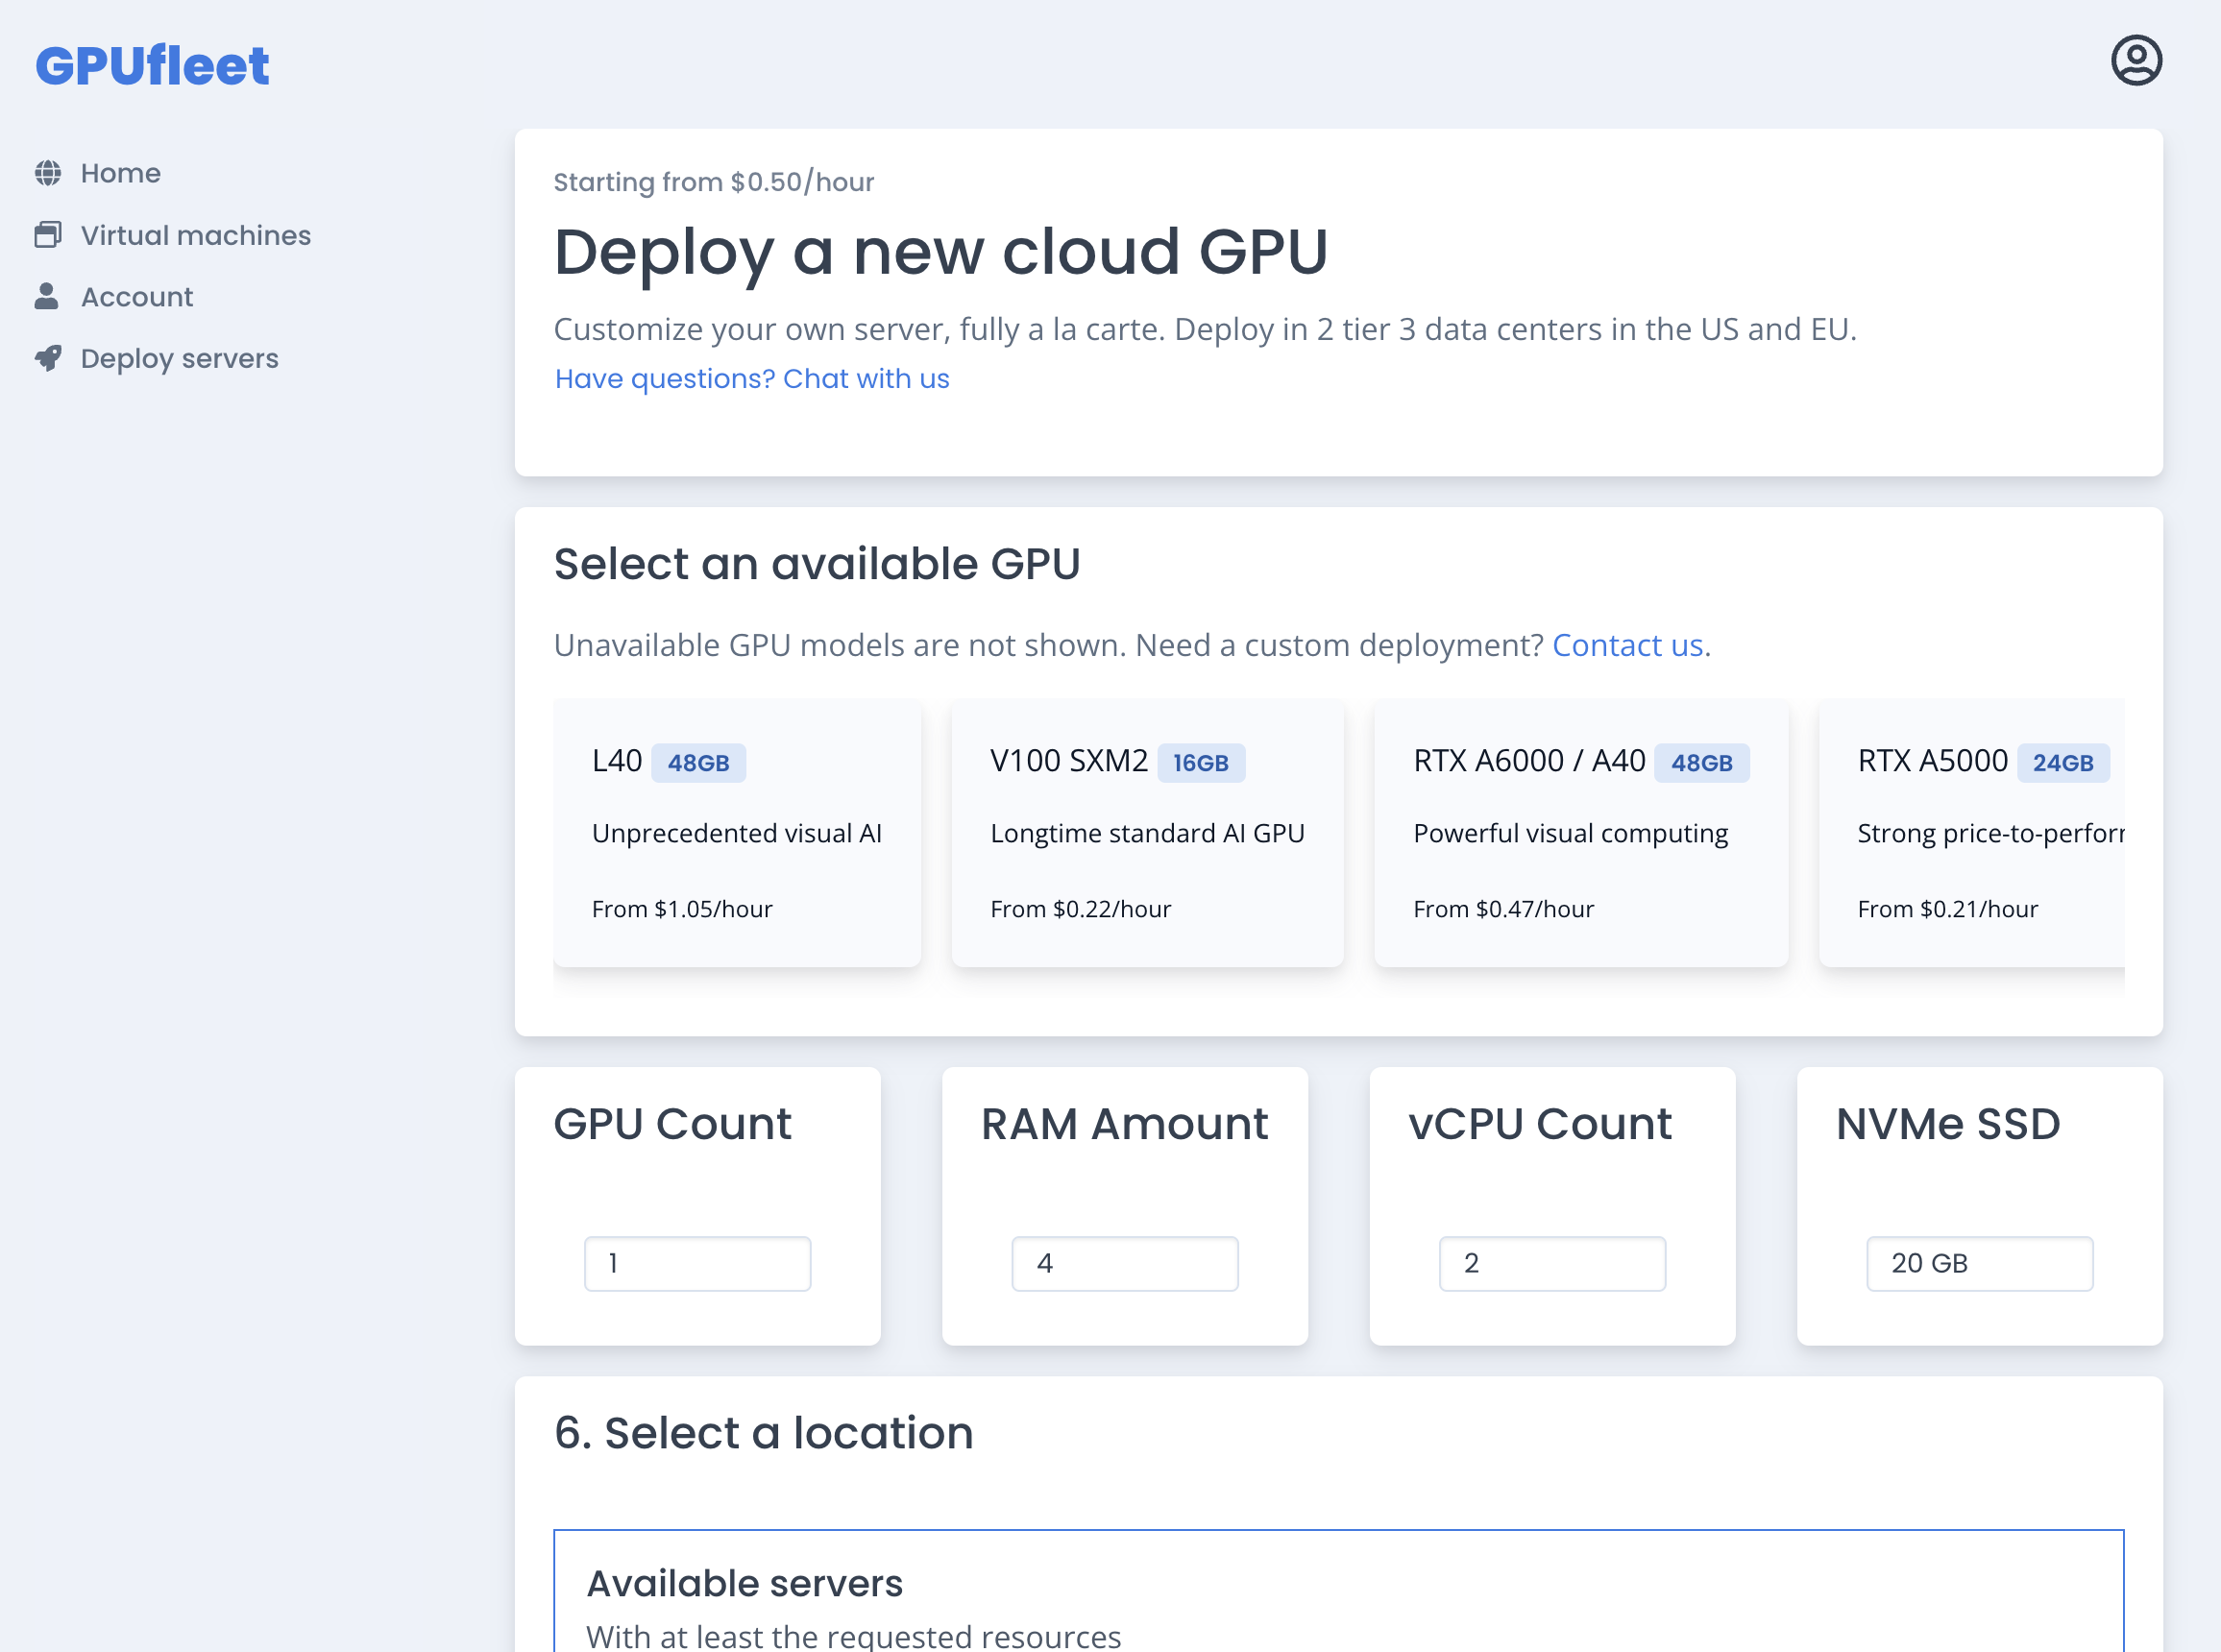 GPUfleet
Home
Virtual machines
Account
Deploy servers
Starting from $0.50/hour
Deploy a new cloud GPU
Customize your own server, fully a la carte. Deploy in 2 tier 3 data centers in the US and EU.
Have questions? Chat with us
Select an available GPU
Unavailable GPU models are not shown. Need a custom deployment? Contact us.
L40 48GB
Unprecedented visual AI
From $1.05/hour
V100 SXM2 16GB
Longtime standard AI GPU
From $0.22/hour
RTX A6000 / A40 48GB
Powerful visual computing
From $0.47/hour
RTX A5000 24GB
Strong price-to-perfor
From $0.21/hour
GPU Count
1
RAM Amount
4
vCPU Count
2
NVMe SSD
20 GB
6. Select a location
Available servers
With at least the requested resources